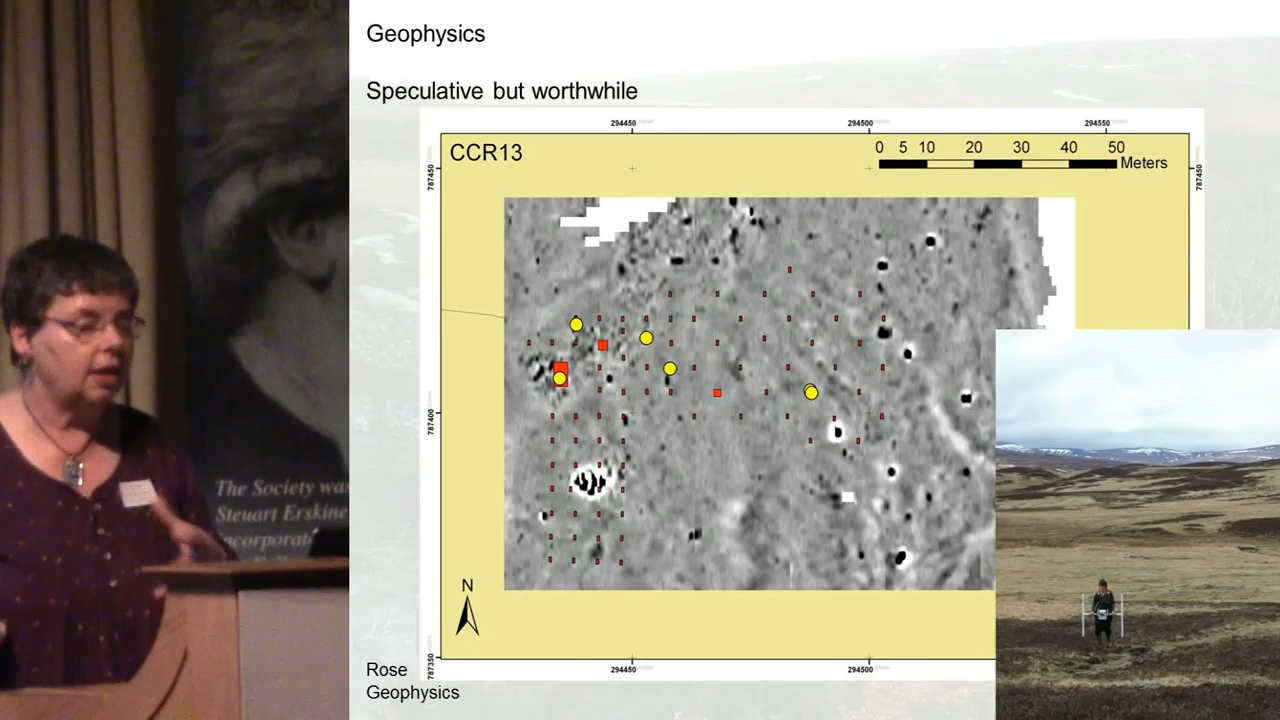 Geophysics
Speculative but worthwhile
294450
294500
294550
CCR13
0 5 10 20 30 40 50
Meters
787450
787450
787400
The Society was
Steuart Erskine
incorporat
N
787350
294450
294500
Rose
Geophysics